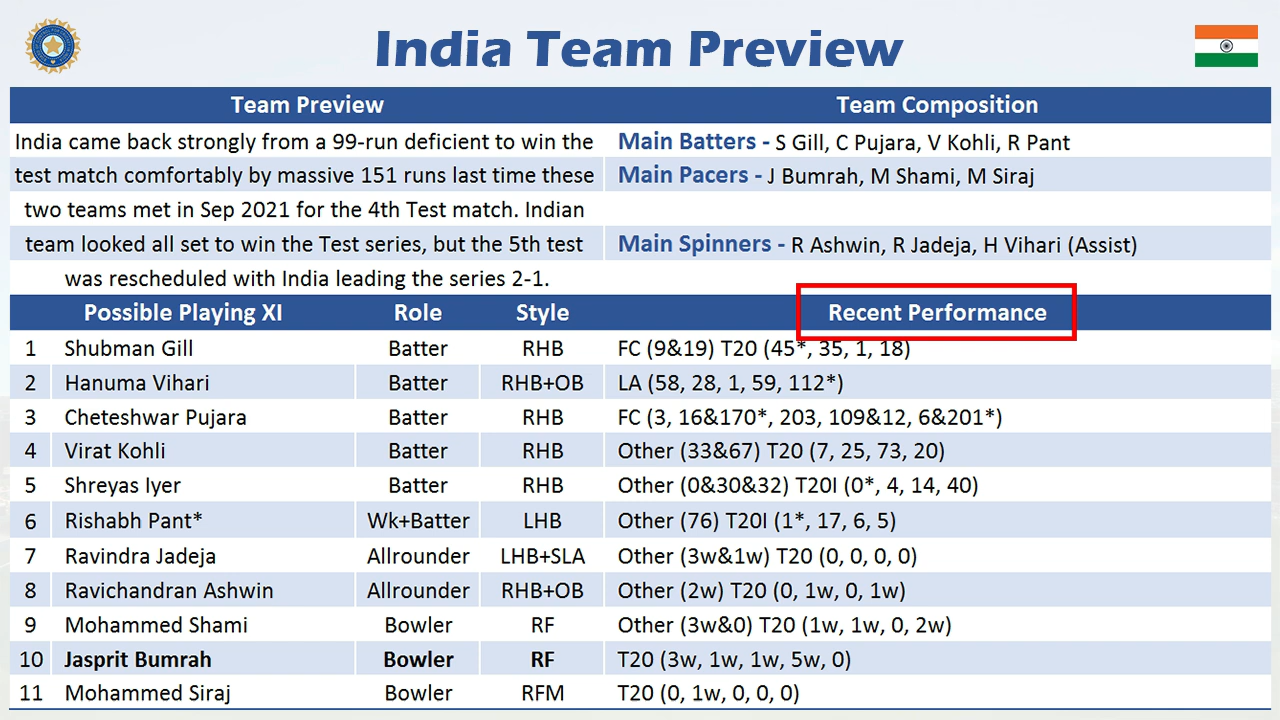 India Team Preview
Team Preview
Team Composition
India came back strongly from a 99-run deficient to win the
test match comfortably by massive 151 runs last time these
two teams met in Sep 2021 for the 4th Test match. Indian
team looked all set to win the Test series, but the 5th test
was rescheduled with India leading the series 2-1.
Main Batters - S Gill, C Pujara, V Kohli, R Pant
Main Pacers - J Bumrah, M Shami, M Siraj
Main Spinners - R Ashwin, R Jadeja, H Vihari (Assist)
Possible Playing XI Role Style Recent Performance
1 Shubman Gill Batter RHB FC (9&19) T20 (45*, 35, 1, 18)
2 Hanuma Vihari Batter RHB+OB LA (58, 28, 1, 59, 112*)
3 Cheteshwar Pujara Batter RHB FC (3, 16&170*, 203, 109&12, 6&201*)
4 Virat Kohli Batter RHB Other (33&67) T20 (7, 25, 73, 20)
5 Shreyas Iyer Batter RHB Other (0&30&32) T20I (0*, 4, 14, 40)
6 Rishabh Pant* Wk+Batter LHB Other (76) T20I (1*, 17, 6, 5)
7 Ravindra Jadeja Allrounder LHB+SLA Other (3w&1w) T20 (0, 0, 0, 0)
8 Ravichandran Ashwin Allrounder RHB+OB Other (2w) T20 (0, 1w, 0, 1w)
9 Mohammed Shami Bowler RF Other (3w&0) T20 (1w, 1w, 0, 2w)
10 Jasprit Bumrah Bowler RF T20 (3w, 1w, 1w, 5w, 0)
11 Mohammed Siraj Bowler RFM T20 (0, 1w, 0, 0, 0)